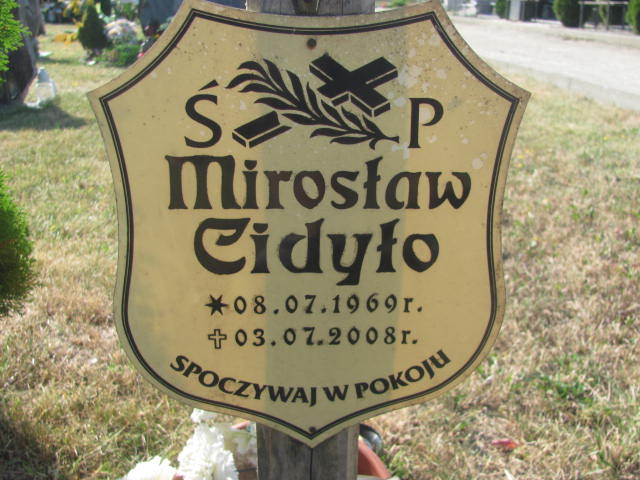 Ś P
Mirosław
Cidyło
✶08.07.1969r.
✝03.07.2008r.
SPOCZYWAJ W POKOJU